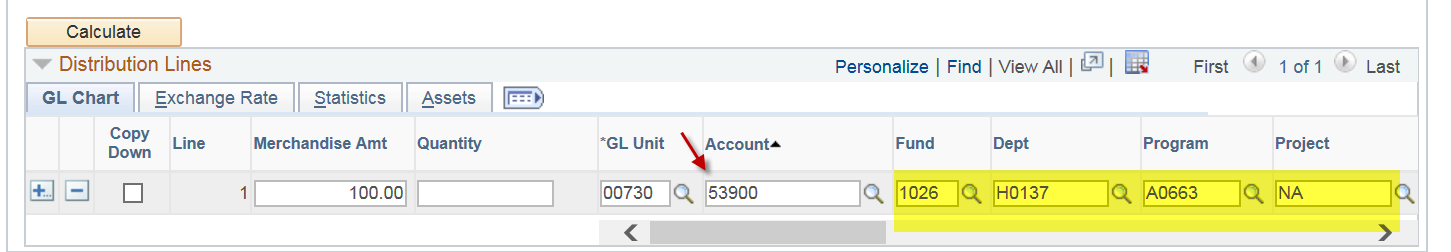 Calculate
Distribution Lines
Personalize | Find | View All | | First 1 of 1 Last
GL Chart Exchange Rate Statistics Assets
Copy Down Line Merchandise Amt Quantity *GL Unit Account Fund Dept Program Project
1 100.00 00730 53900 1026 H0137 A0663 NA